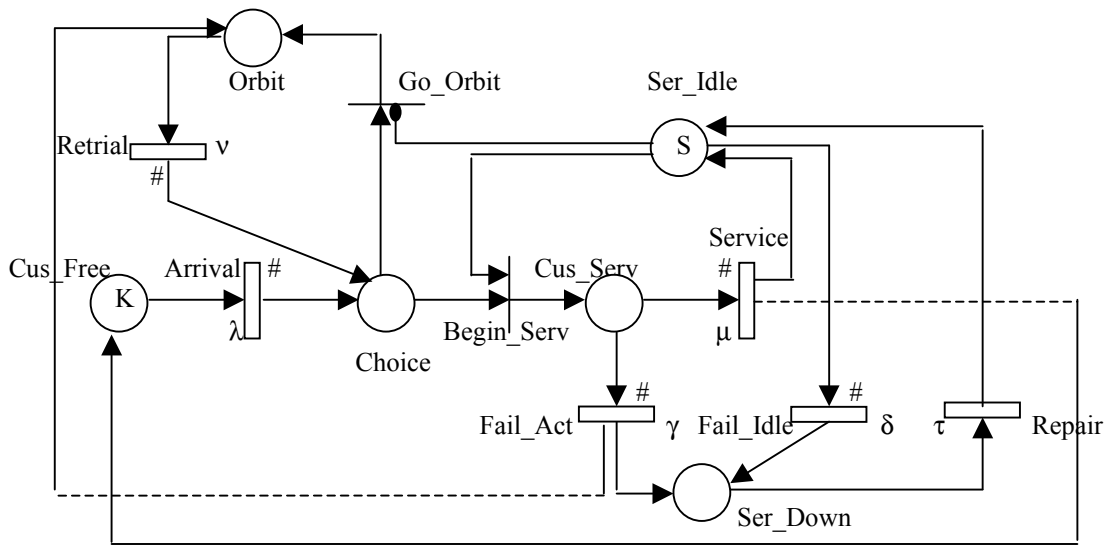 Orbit
Go_Orbit
Ser_Idle
Retrial ν
#
S
Service
Cus_Free
Arrival #
Cus_Serv
#
K
λ
Begin_Serv
μ
Choice
#
#
Fail_Act γ
Fail_Idle δ
τ Repair
Ser_Down